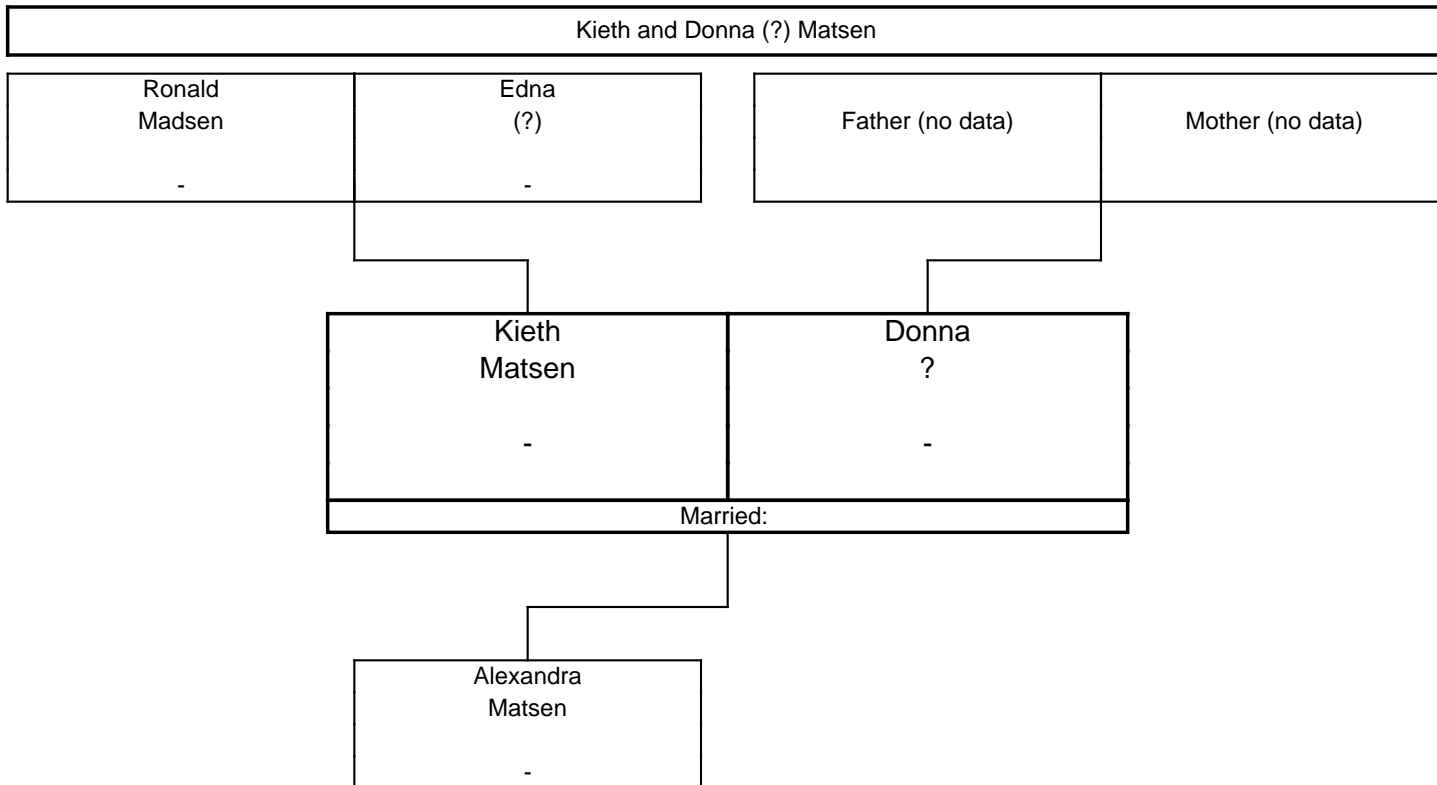 Kieth and Donna (?) Matsen
Ronald
Madsen
-
Edna
(?)
-
Father (no data)
Mother (no data)
Kieth
Matsen
-
Donna
?
-
Married:
Alexandra
Matsen
-